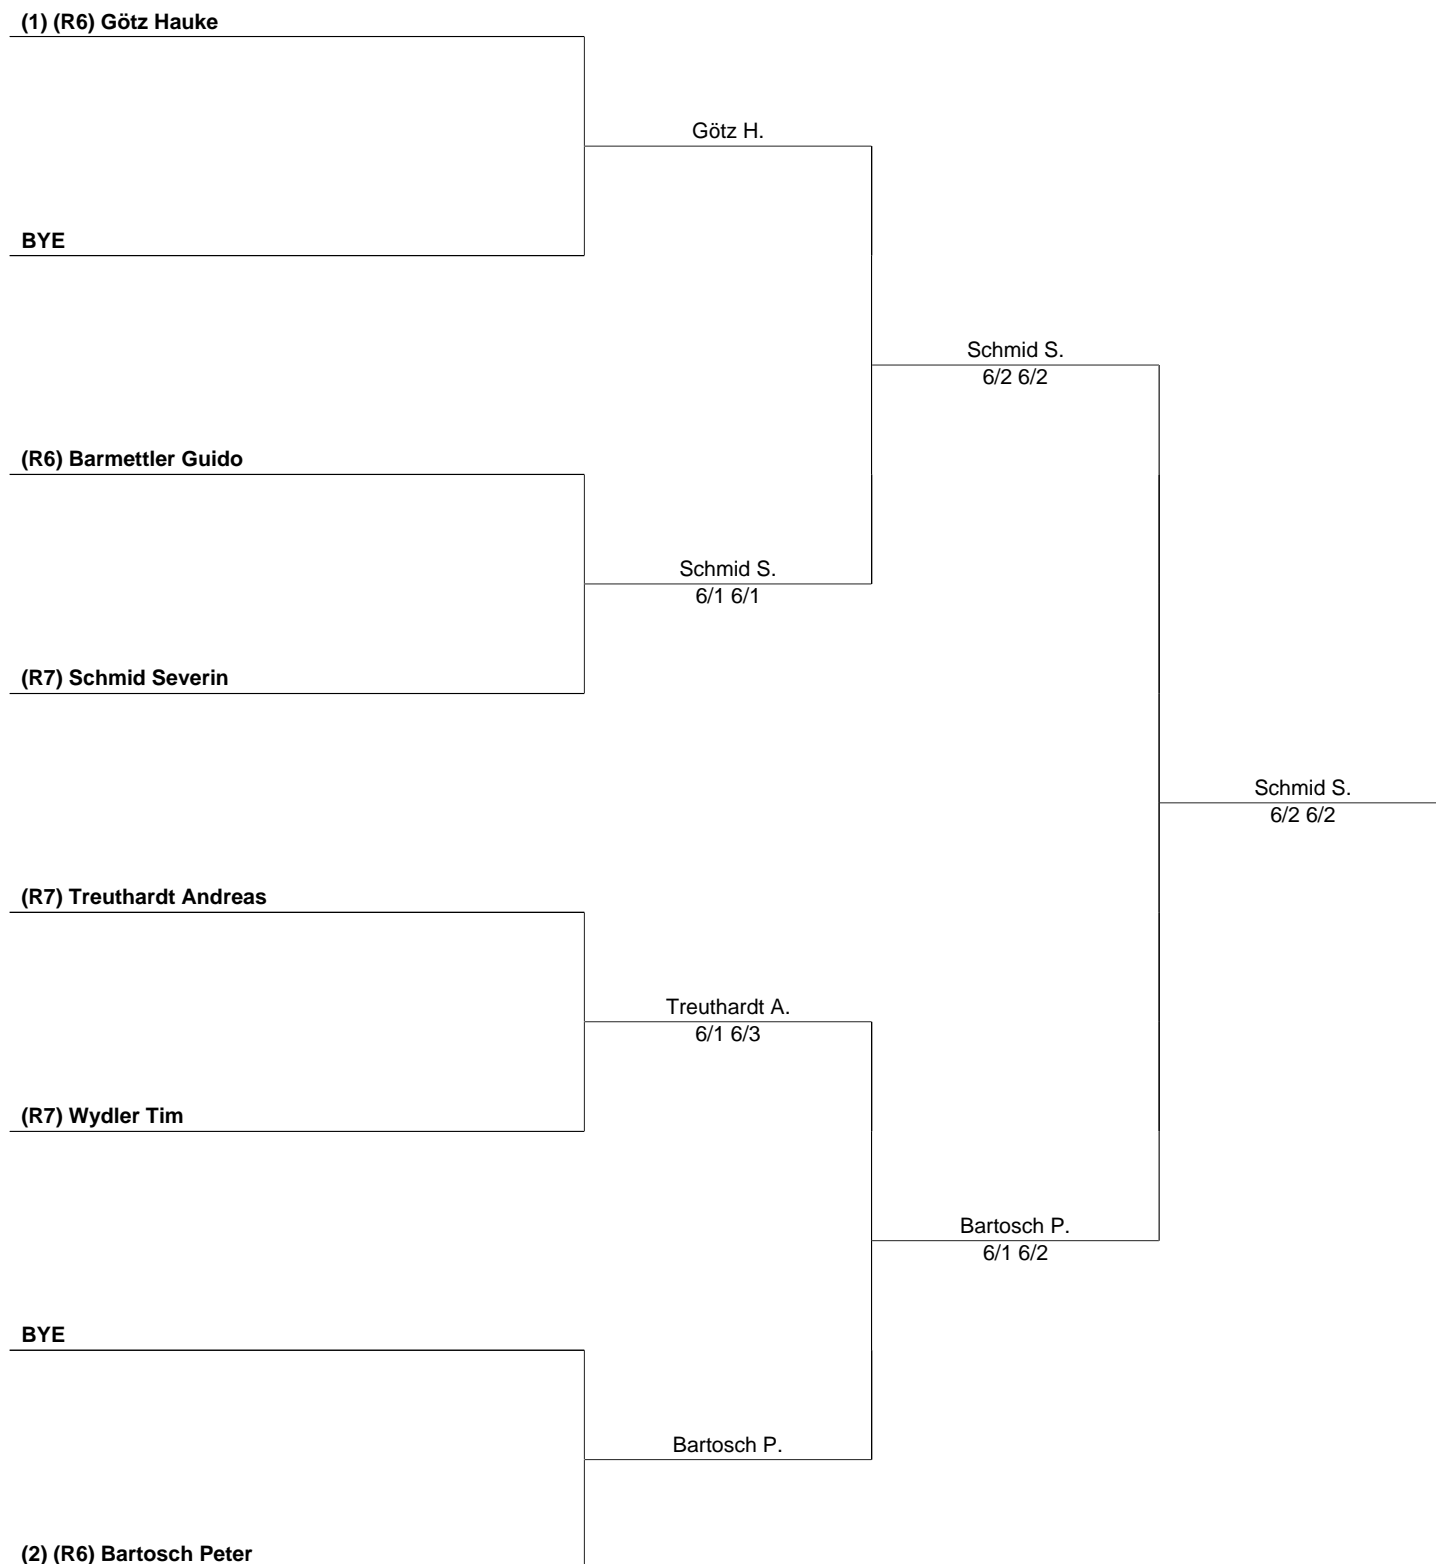 (1) (R6) Götz Hauke
Götz H.
BYE
Schmid S.
6/2 6/2
(R6) Barmettler Guido
Schmid S.
6/1 6/1
(R7) Schmid Severin
Schmid S.
6/2 6/2
(R7) Treuthardt Andreas
Treuthardt A.
6/1 6/3
(R7) Wydler Tim
Bartosch P.
6/1 6/2
BYE
Bartosch P.
(2) (R6) Bartosch Peter